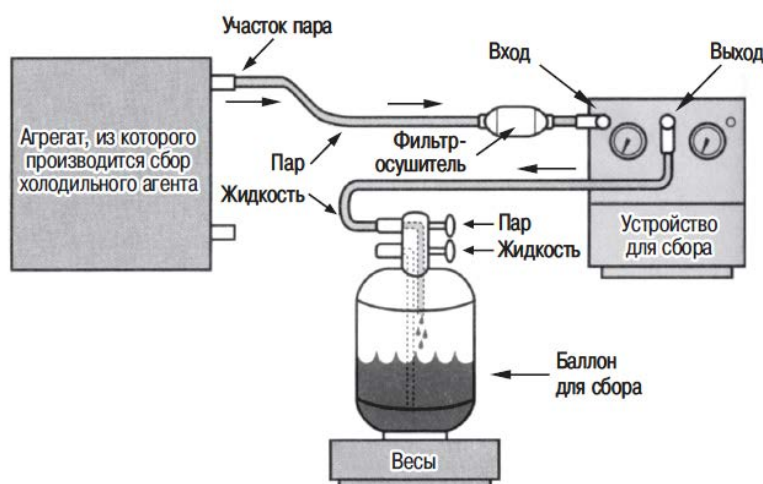 Участок пара
Вход
Выход
Агрегат, из которого
производится сбор
холодильного агента
Пар
Фильтр-
осушитель
Жидкость
Пар
Жидкость
Устройство
для сбора
Баллон
для сбора
Весы